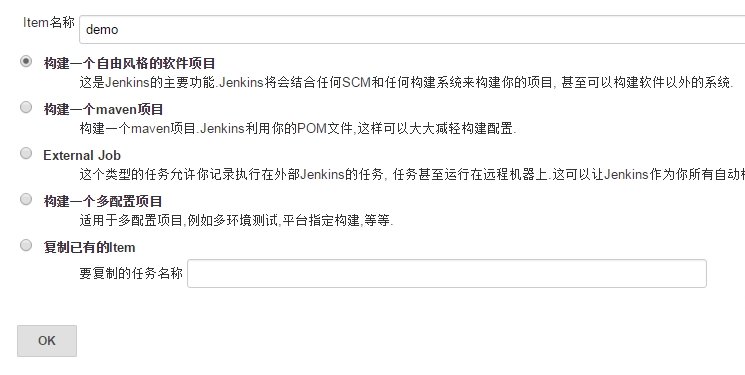 Item名称 demo
构建一个自由风格的软件项目
这是Jenkins的主要功能.Jenkins将会结合任何SCM和任何构建系统来构建你的项目, 甚至可以构建软件以外的系统.
构建一个maven项目
构建一个maven项目.Jenkins利用你的POM文件,这样可以大大减轻构建配置.
External Job
这个类型的任务允许你记录执行在外部Jenkins的任务, 任务甚至运行在远程机器上.这可以让Jenkins作为你所有自动
构建一个多配置项目
适用于多配置项目,例如多环境测试,平台指定构建,等等.
复制已有的Item
要复制的任务名称
OK